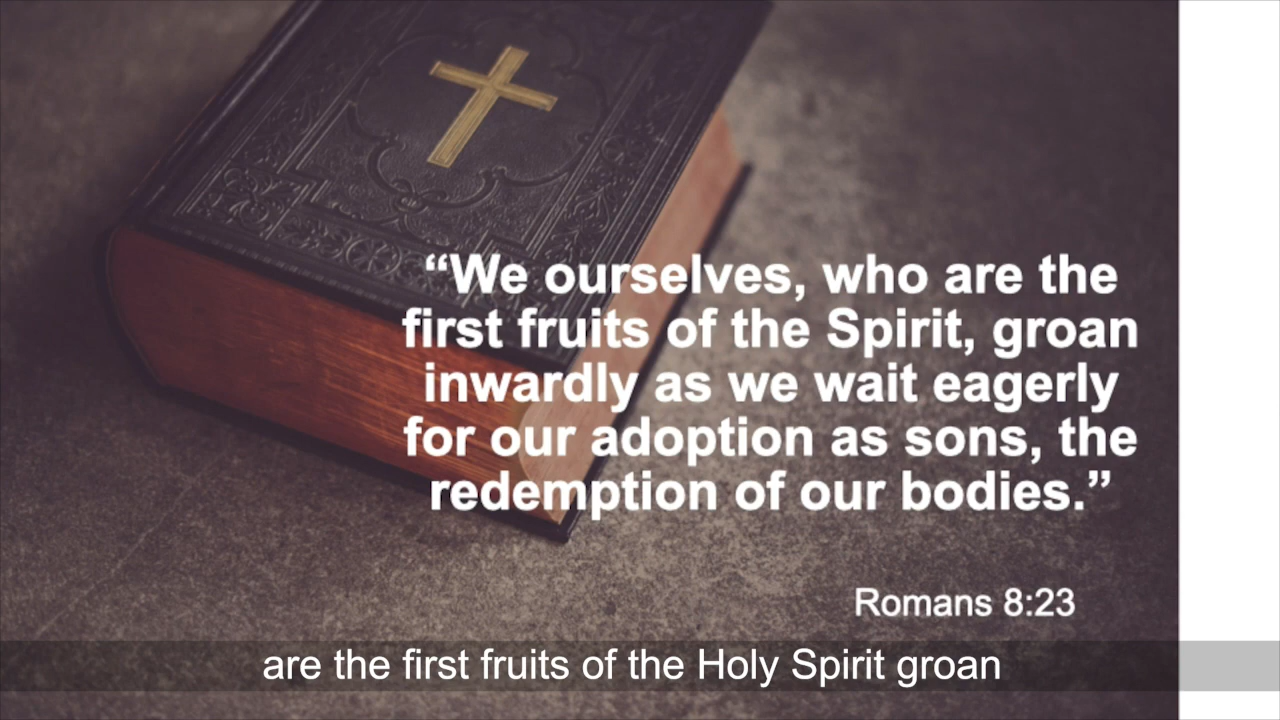 “We ourselves, who are the
first fruits of the Spirit, groan
inwardly as we wait eagerly
for our adoption as sons, the
redemption of our bodies.”
Romans 8:23
are the first fruits of the Holy Spirit groan